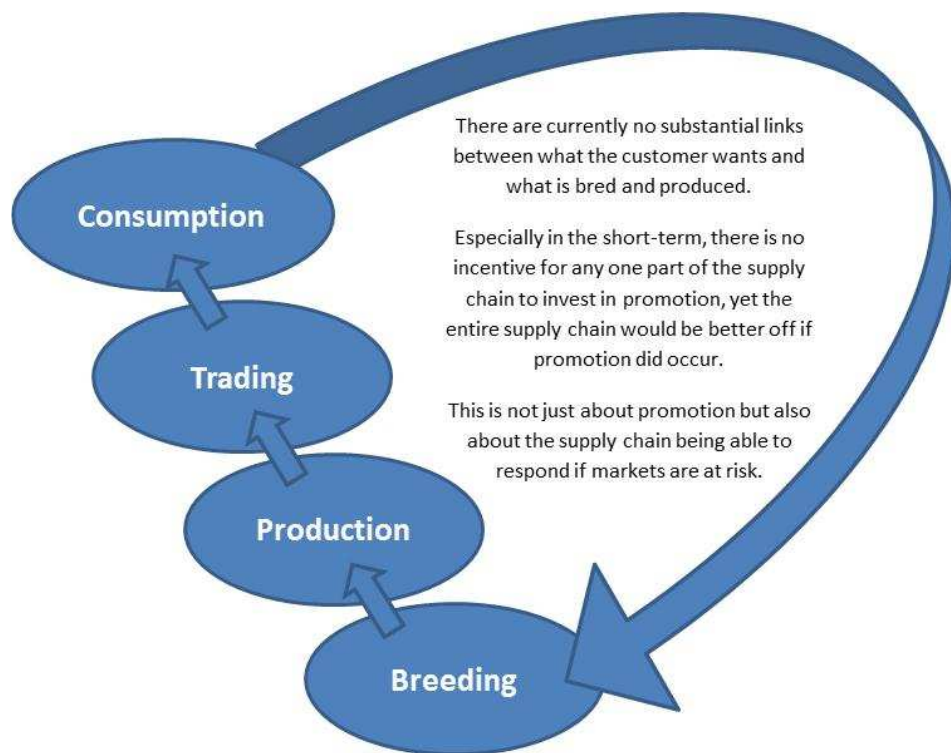 There are currently no substantial links
between what the customer wants and
what is bred and produced.
Especially in the short-term, there is no
incentive for any one part of the supply
chain to invest in promotion, yet the
entire supply chain would be better off if
promotion did occur.
This is not just about promotion but also
about the supply chain being able to
respond if markets are at risk.
Consumption
Trading
Production
Breeding